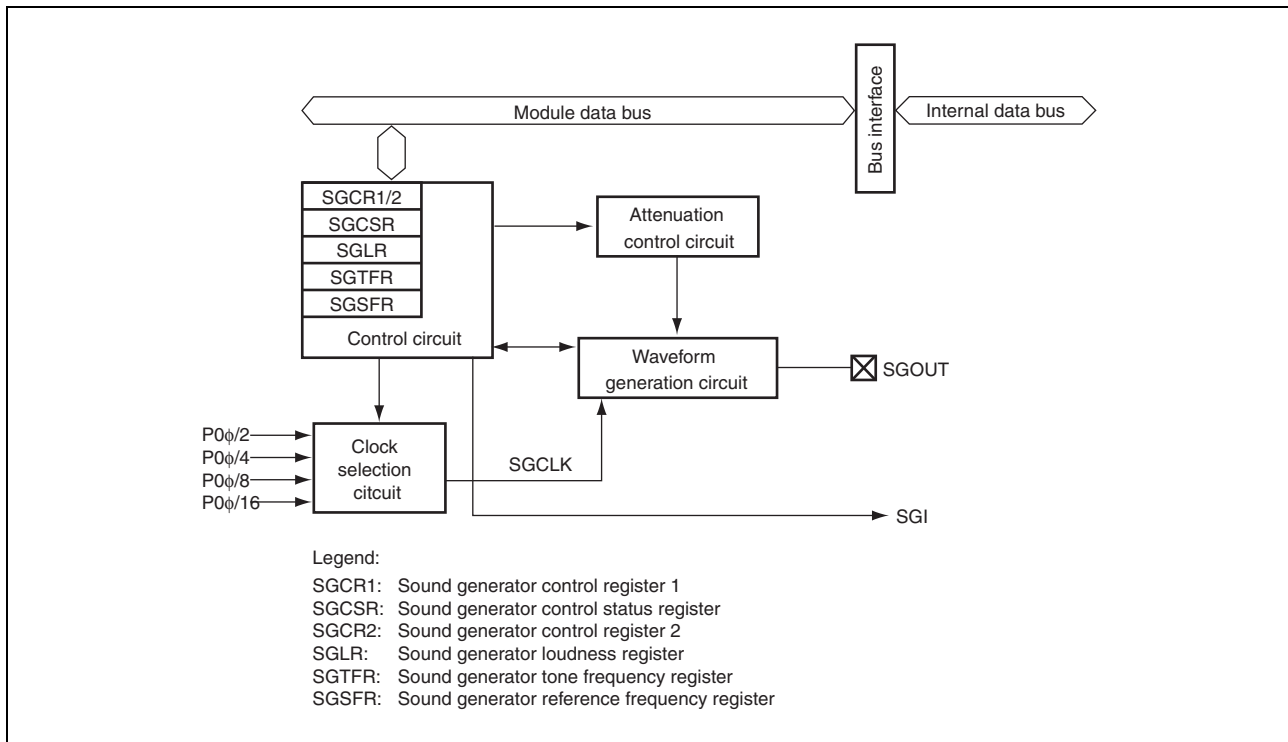 Bus interface
Module data bus
Internal data bus
SGCR1/2
SGCSR
SGLR
SGTFR
SGSFR
Control circuit
Attenuation
control circuit
Waveform
generation circuit
SGOUT
P0ϕ/2
P0ϕ/4
P0ϕ/8
P0ϕ/16
Clock
selection
citcuit
SGCLK
SGI
Legend:
SGCR1: Sound generator control register 1
SGCSR: Sound generator control status register
SGCR2: Sound generator control register 2
SGLR: Sound generator loudness register
SGTFR: Sound generator tone frequency register
SGSFR: Sound generator reference frequency register